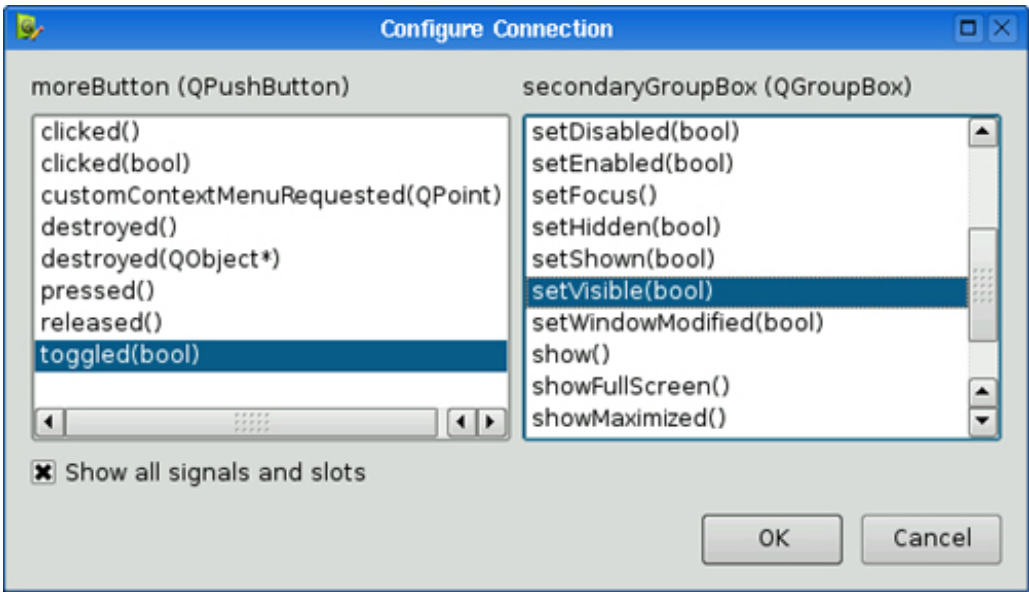 Configure Connection
moreButton (QPushButton)
clicked()
clicked(bool)
customContextMenuRequested(QPoint)
destroyed()
destroyed(QObject*)
pressed()
released()
toggled(bool)
secondaryGroupBox (QGroupBox)
setDisabled(bool)
setEnabled(bool)
setFocus()
setHidden(bool)
setShown(bool)
setVisible(bool)
setWindowModified(bool)
show()
showFullScreen()
showMaximized()
Show all signals and slots
OK
Cancel